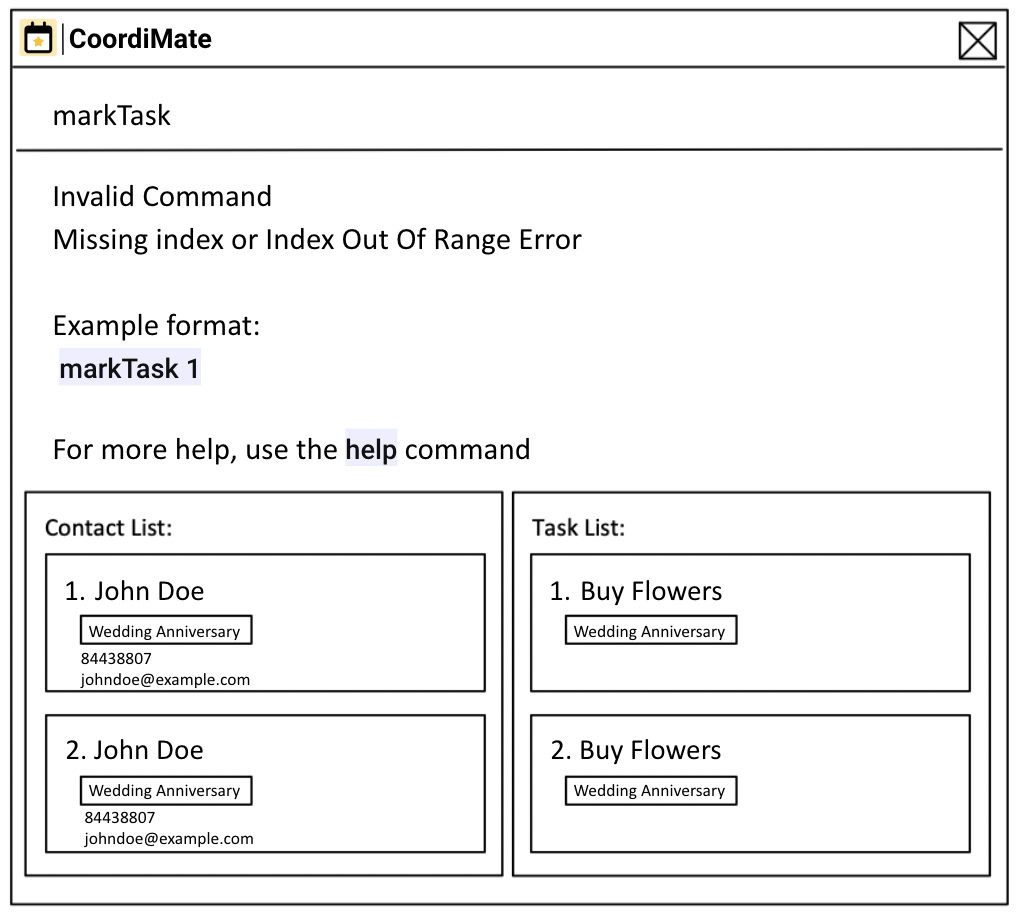 CoordiMate
markTask
Invalid Command
Missing index or Index Out Of Range Error
Example format:
markTask 1
For more help, use the help command
Contact List:
1. John Doe
Wedding Anniversary
84438807
johndoe@example.com
2. John Doe
Wedding Anniversary
84438807
johndoe@example.com
Task List:
1. Buy Flowers
Wedding Anniversary
2. Buy Flowers
Wedding Anniversary